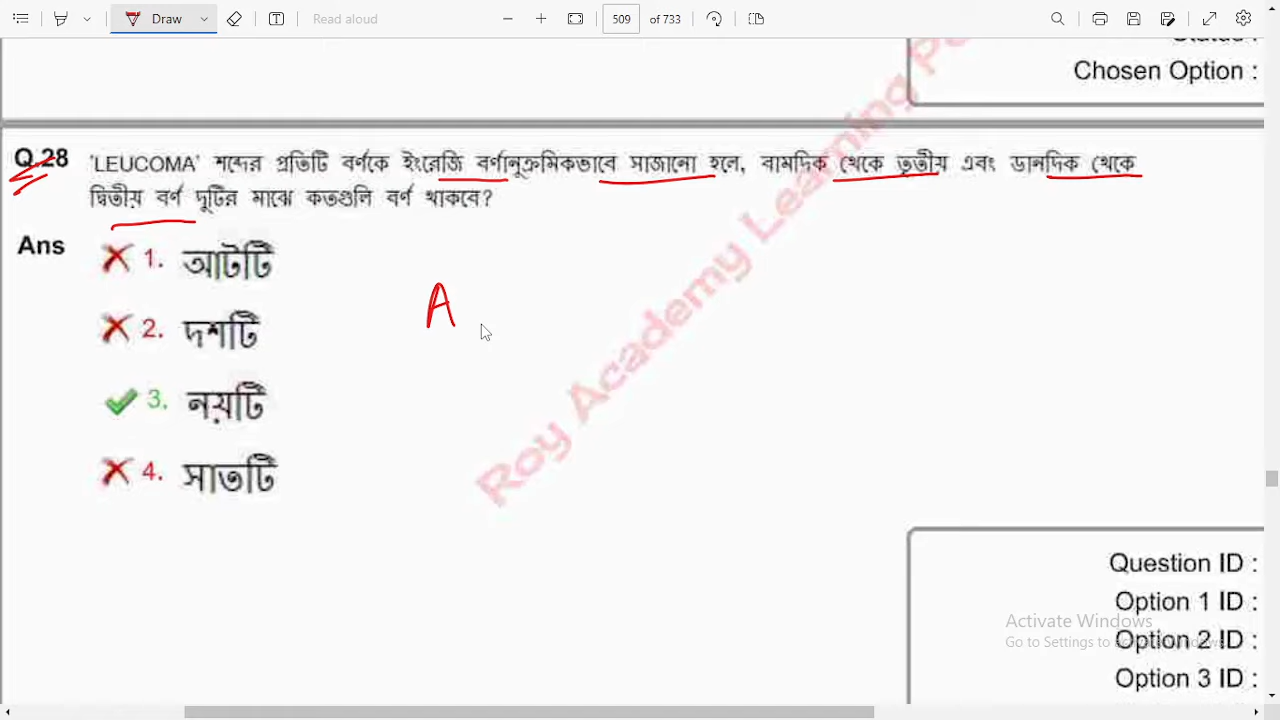 Draw
Read aloud
509 of 733
Chosen Option :
Q.28 'LEUCOMA' শব্দের প্রতিটি বর্ণকে ইংরেজি বর্ণানুক্রমিকভাবে সাজানো হলে, বামদিক থেকে তৃতীয় এবং ডানদিক থেকে
দ্বিতীয় বর্ণ দুটির মাঝে কতগুলি বর্ণ থাকবে?
Ans
1. আটটি
A
2. দশটি
3. নয়টি
4. সাতটি
Roy Academy Learning
Question ID :
Option 1 ID :
Activate Windows
Option 2 ID :
Go to Settings to activate Windows.
Option 3 ID :